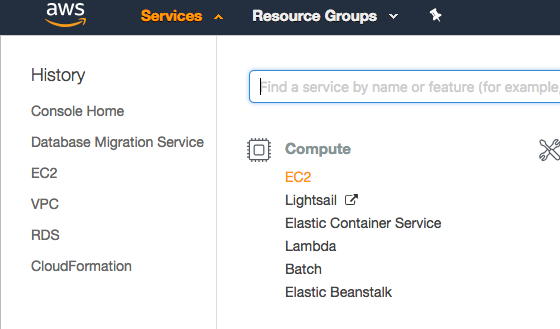 aws
Services
Resource Groups
History
Console Home
Database Migration Service
EC2
VPC
RDS
CloudFormation
Find a service by name or feature (for example,
Compute
EC2
Lightsail
Elastic Container Service
Lambda
Batch
Elastic Beanstalk